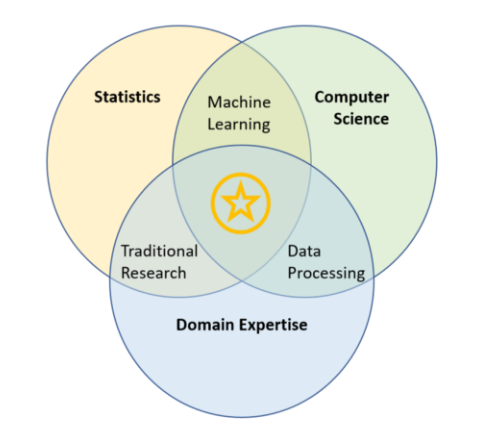 Statistics
Machine
Learning
Computer
Science
Traditional
Research
Data
Processing
Domain Expertise